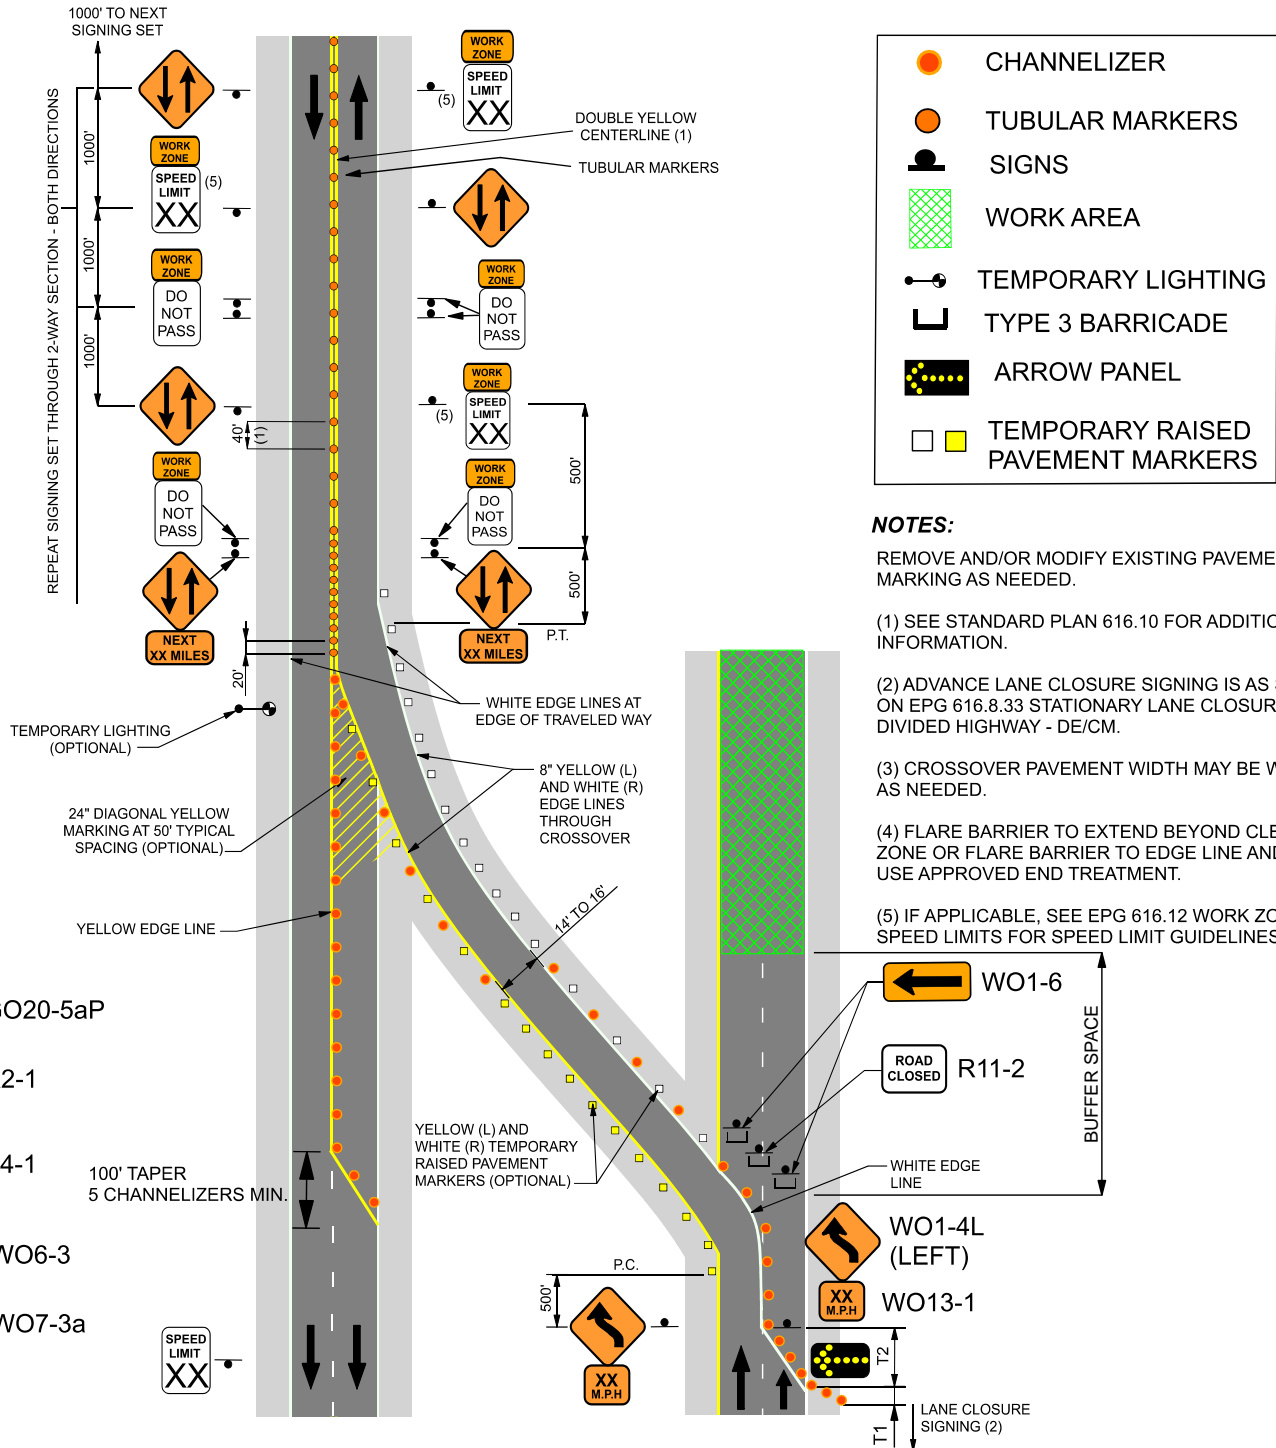 1000' TO NEXT
SIGNING SET
REPEAT SIGNING SET THROUGH 2-WAY SECTION - BOTH DIRECTIONS
1000'
1000'
1000'
WORK
ZONE
SPEED
LIMIT
XX
(5)
WORK
ZONE
DO
NOT
PASS
WORK
ZONE
DO
NOT
PASS
NEXT
XX MILES
40'
(1)
20'
WORK
ZONE
SPEED
LIMIT
XX
(5)
DOUBLE YELLOW
CENTERLINE (1)
TUBULAR MARKERS
WORK
ZONE
DO
NOT
PASS
WORK
ZONE
SPEED
LIMIT
XX
(5)
WORK
ZONE
DO
NOT
PASS
NEXT
XX MILES
500'
500'
P.T.
TEMPORARY LIGHTING
(OPTIONAL)
WHITE EDGE LINES AT
EDGE OF TRAVELED WAY
24" DIAGONAL YELLOW
MARKING AT 50' TYPICAL
SPACING (OPTIONAL)
8" YELLOW (L)
AND WHITE (R)
EDGE LINES
THROUGH
CROSSOVER
YELLOW EDGE LINE
14' TO 16'
GO20-5aP
2-1
4-1
WO6-3
WO7-3a
100' TAPER
5 CHANNELIZERS MIN.
YELLOW (L) AND
WHITE (R) TEMPORARY
RAISED PAVEMENT
MARKERS (OPTIONAL)
SPEED
LIMIT
XX
P.C.
500'
XX
M.P.H
CHANNELIZER
TUBULAR MARKERS
SIGNS
WORK AREA
TEMPORARY LIGHTING
TYPE 3 BARRICADE
ARROW PANEL
TEMPORARY RAISED
PAVEMENT MARKERS
NOTES:
REMOVE AND/OR MODIFY EXISTING PAVEME
MARKING AS NEEDED.
(1) SEE STANDARD PLAN 616.10 FOR ADDITIO
INFORMATION.
(2) ADVANCE LANE CLOSURE SIGNING IS AS
ON EPG 616.8.33 STATIONARY LANE CLOSUR
DIVIDED HIGHWAY - DE/CM.
(3) CROSSOVER PAVEMENT WIDTH MAY BE W
AS NEEDED.
(4) FLARE BARRIER TO EXTEND BEYOND CLE
ZONE OR FLARE BARRIER TO EDGE LINE AND
USE APPROVED END TREATMENT.
(5) IF APPLICABLE, SEE EPG 616.12 WORK ZO
SPEED LIMITS FOR SPEED LIMIT GUIDELINES
WO1-6
ROAD
CLOSED
R11-2
BUFFER SPACE
WHITE EDGE
LINE
WO1-4L
(LEFT)
XX
M.P.H
WO13-1
T2
T1
LANE CLOSURE
SIGNING (2)